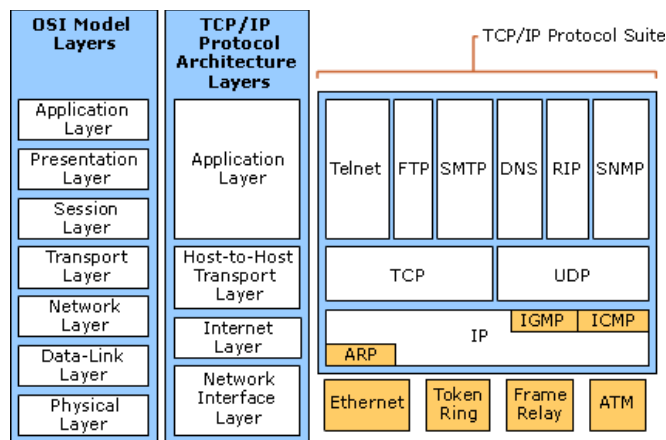 OSI Model
Layers
Application
Layer
Presentation
Layer
Session
Layer
Transport
Layer
Network
Layer
Data-Link
Layer
Physical
Layer
TCP/IP
Protocol
Architecture
Layers
Application
Layer
Host-to-Host
Transport
Layer
Internet
Layer
Network
Interface
Layer
TCP/IP Protocol Suite
Telnet FTP SMTP DNS RIP SNMP
TCP UDP
IP IGMP ICMP
ARP
Ethernet
Token
Ring
Frame
Relay
ATM